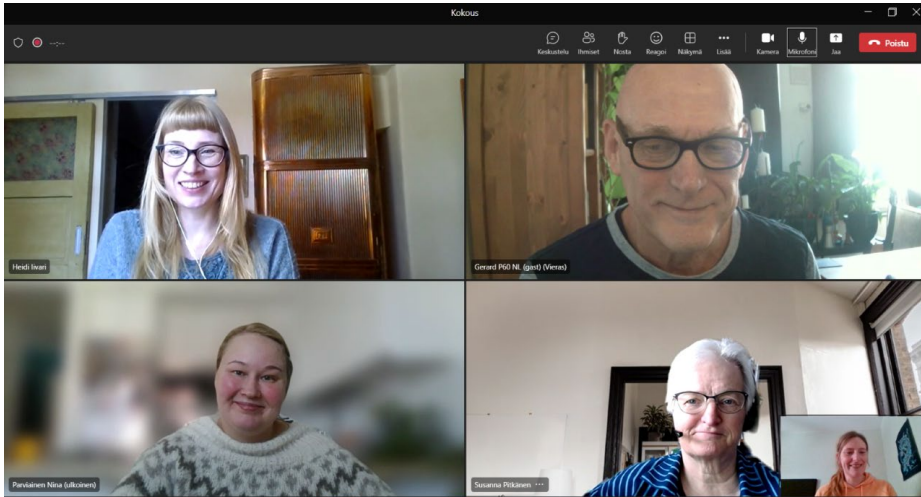 Kokous
--:--
Keskustelu Ihmiset Nosta Reagoi Näkymä Lisää Kamera Mikrofoni Jaa Poistu
Heidi Iivari
Gerard P60 NL (gast) (Vieras)
Parviainen Nina (ulkoinen)
Susanna Pitkänen ...